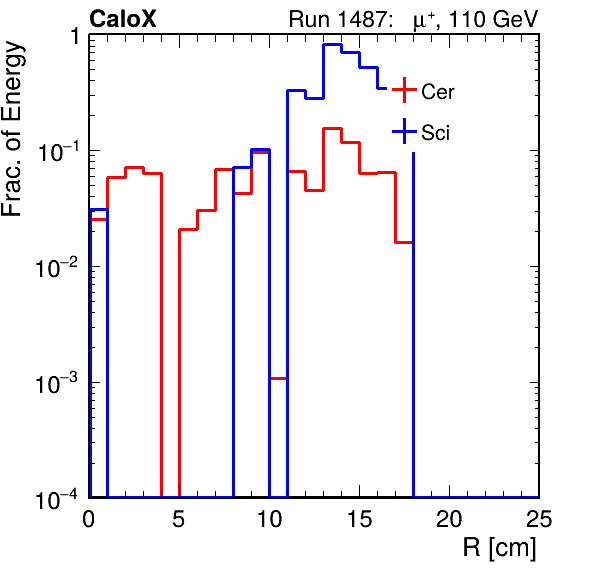 CaloX Run 1487: μ⁺, 110 GeV
Frac. of Energy
1
10⁻¹
10⁻²
10⁻³
10⁻⁴
Cer
Sci
0 5 10 15 20 25
R [cm]